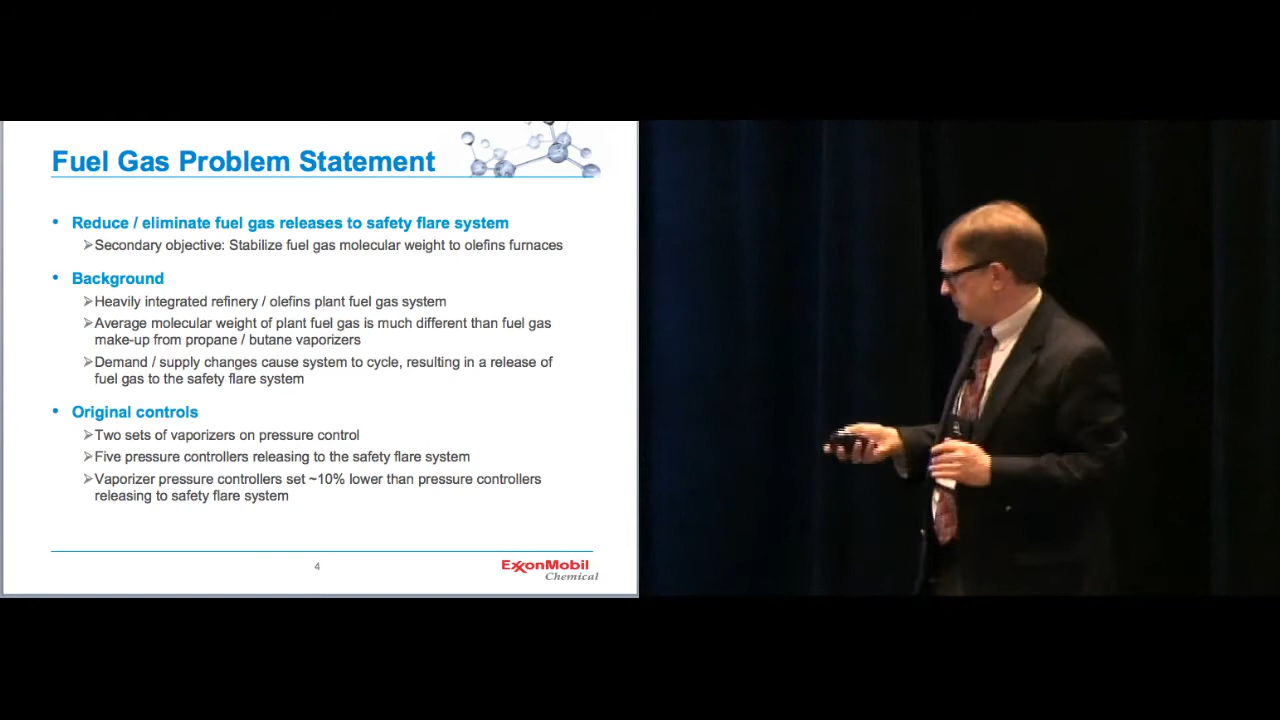 Fuel Gas Problem Statement
• Reduce / eliminate fuel gas releases to safety flare system
➢Secondary objective: Stabilize fuel gas molecular weight to olefins furnaces
• Background
➢Heavily integrated refinery / olefins plant fuel gas system
➢Average molecular weight of plant fuel gas is much different than fuel gas
make-up from propane / butane vaporizers
➢Demand / supply changes cause system to cycle, resulting in a release of
fuel gas to the safety flare system
• Original controls
➢Two sets of vaporizers on pressure control
➢Five pressure controllers releasing to the safety flare system
➢Vaporizer pressure controllers set ~10% lower than pressure controllers
releasing to safety flare system
4
ExxonMobil
Chemical